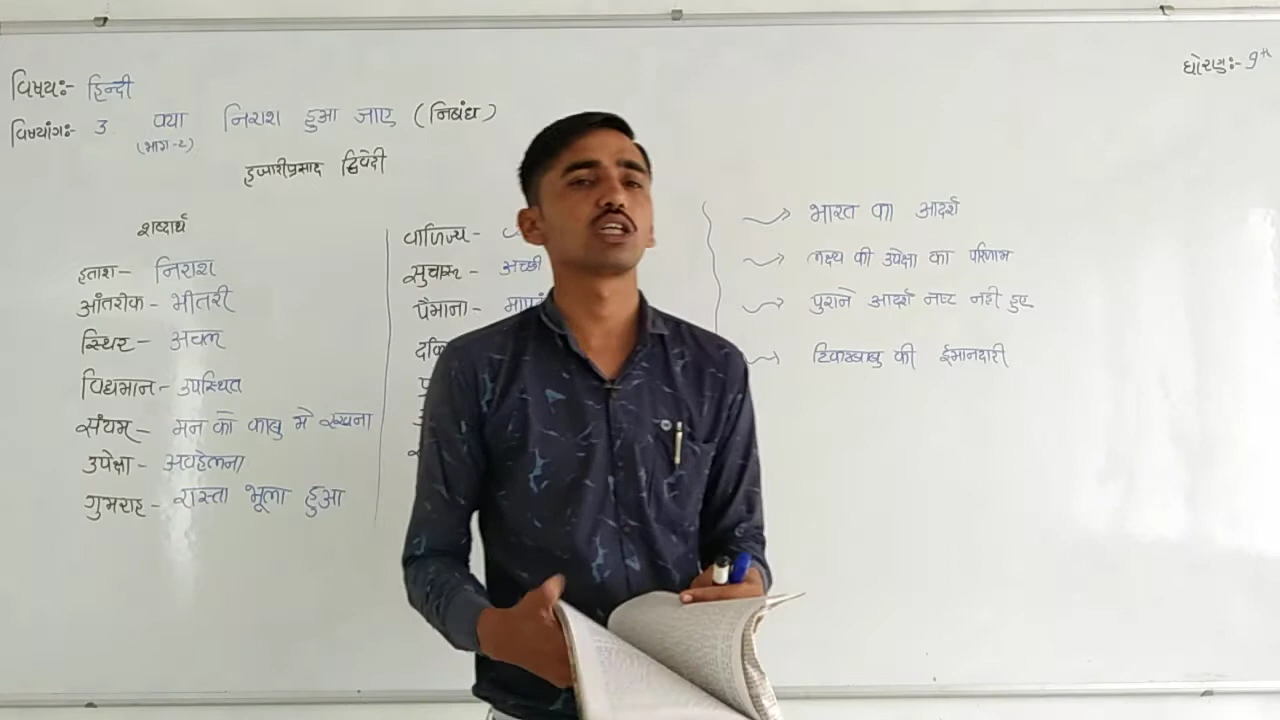 धोरण:- 9th
विषय:- हिन्दी
विषयांग:- 3. क्या निराश हुआ जाए (निबंध)
(भाग-2)
हजारीप्रसाद द्विवेदी
शब्दार्थ
हताश - निराश
आंतरीक - भीतरी
स्थिर - अचल
विद्यमान - उपस्थित
संयम - मन को काबु मे रखना
उपेक्षा - अवहेलना
गुमराह - रास्ता भूला हुआ
वाणिज्य -
सुचारू - अच्छी
पैमाना -
भारत का आदर्श
लक्ष्य की उपेक्षा का परिणाम
पुराने आदर्श नष्ट नही हुए
टिकटबाबु की ईमानदारी